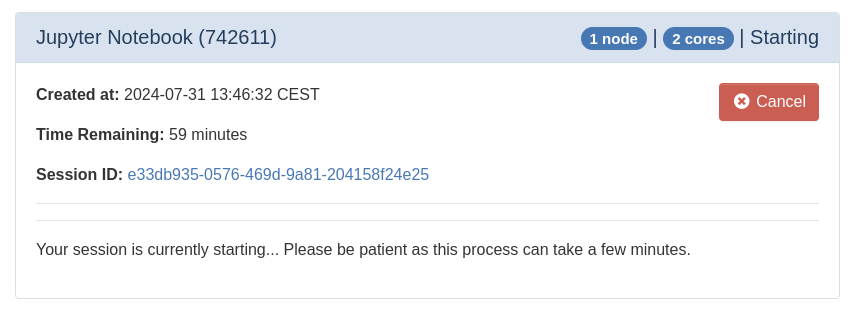 Jupyter Notebook (742611) 1 node | 2 cores | Starting
Created at: 2024-07-31 13:46:32 CEST
Cancel
Time Remaining: 59 minutes
Session ID: e33db935-0576-469d-9a81-204158f24e25
Your session is currently starting... Please be patient as this process can take a few minutes.